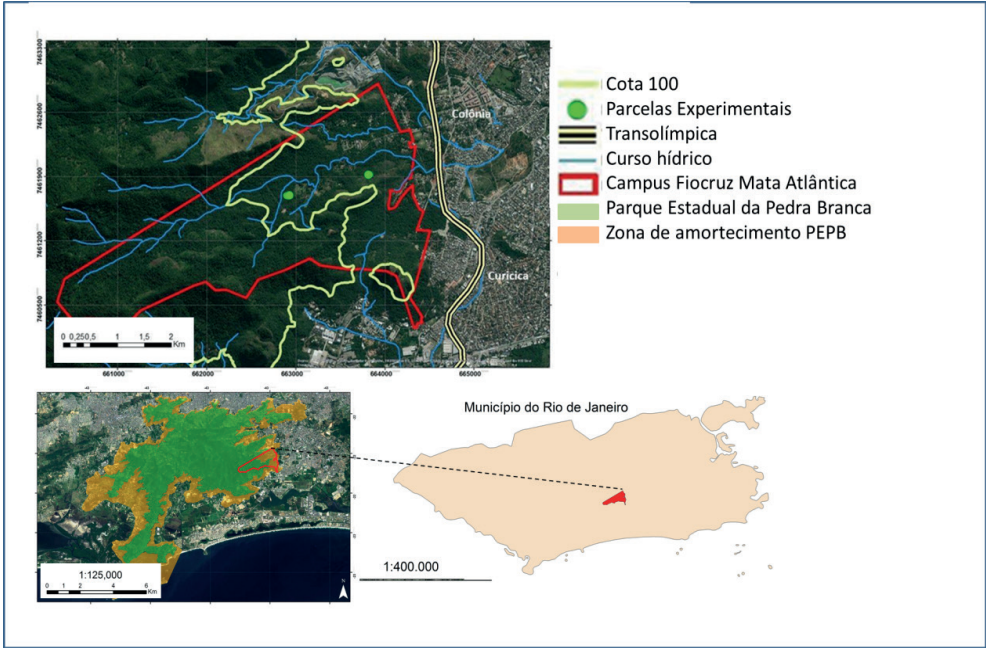 7463300
7462600
7461900
7461200
7460500
Colônia
Curicica
0 0,25 0,5 1 1,5 2
Km
661000 662000 663000 664000 665000
Cota 100
Parcelas Experimentais
Transolímpica
Curso hídrico
Campus Fiocruz Mata Atlântica
Parque Estadual da Pedra Branca
Zona de amortecimento PEPB
Município do Rio de Janeiro
1:125,000
0 1 2 4 6
Km
N
1:400.000